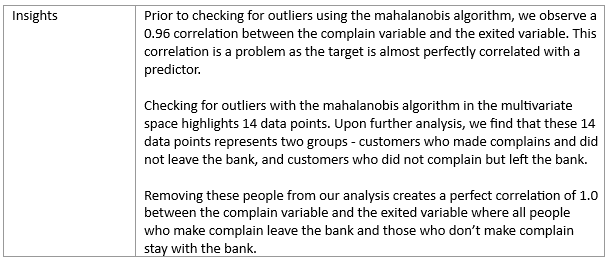 Insights
Prior to checking for outliers using the mahalanobis algorithm, we observe a
0.96 correlation between the complain variable and the exited variable. This
correlation is a problem as the target is almost perfectly correlated with a
predictor.
Checking for outliers with the mahalanobis algorithm in the multivariate
space highlights 14 data points. Upon further analysis, we find that these 14
data points represents two groups - customers who made complains and did
not leave the bank, and customers who did not complain but left the bank.
Removing these people from our analysis creates a perfect correlation of 1.0
between the complain variable and the exited variable where all people
who make complain leave the bank and those who don't make complain
stay with the bank.